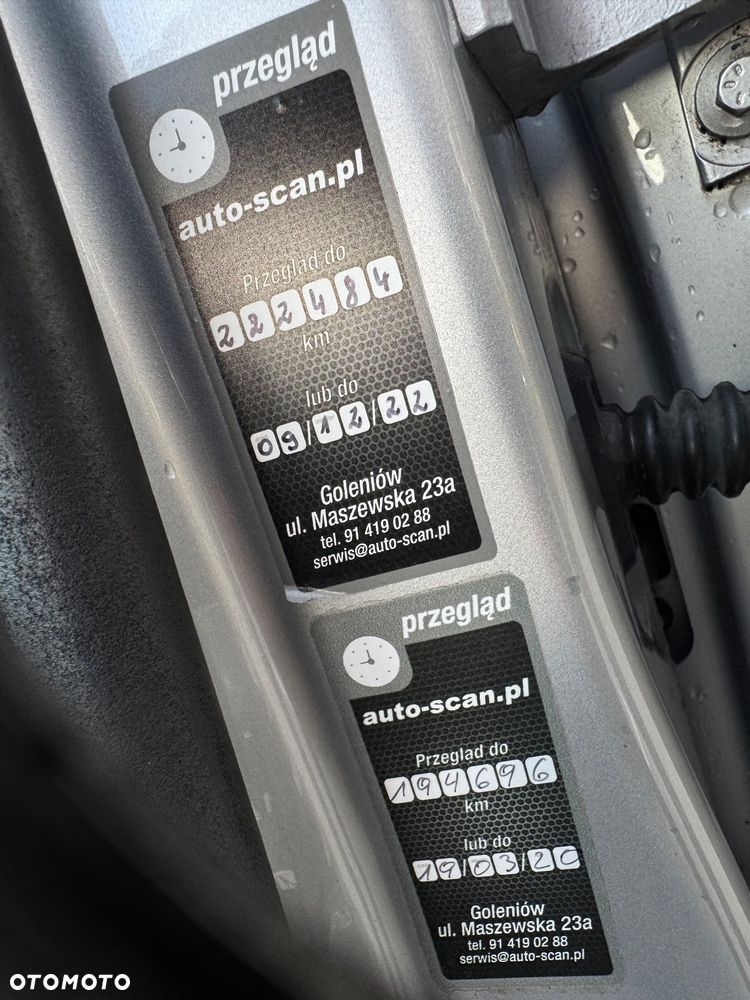 przegląd
auto-scan.pl
Przegląd do
222484
km
lub do
09/12/22
Goleniów
ul. Maszewska 23a
tel. 91 419 02 88
serwis@auto-scan.pl
przegląd
auto-scan.pl
Przegląd do
194696
km
lub do
19/03/20
Goleniów
ul. Maszewska 23a
tel. 91 419 02 88
serwis@auto-scan.pl
OTOMOTO